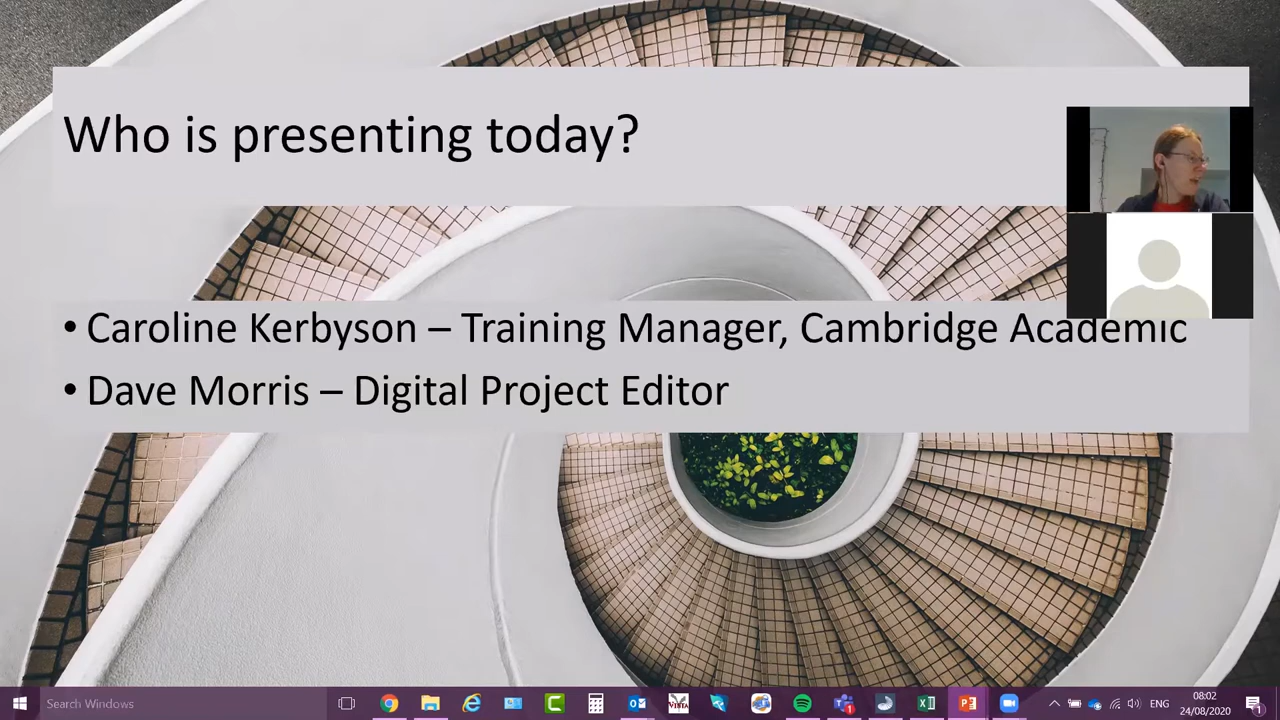 Who is presenting today?
• Caroline Kerbyson – Training Manager, Cambridge Academic
• Dave Morris – Digital Project Editor
Search Windows
ENG
08:02
24/08/2020